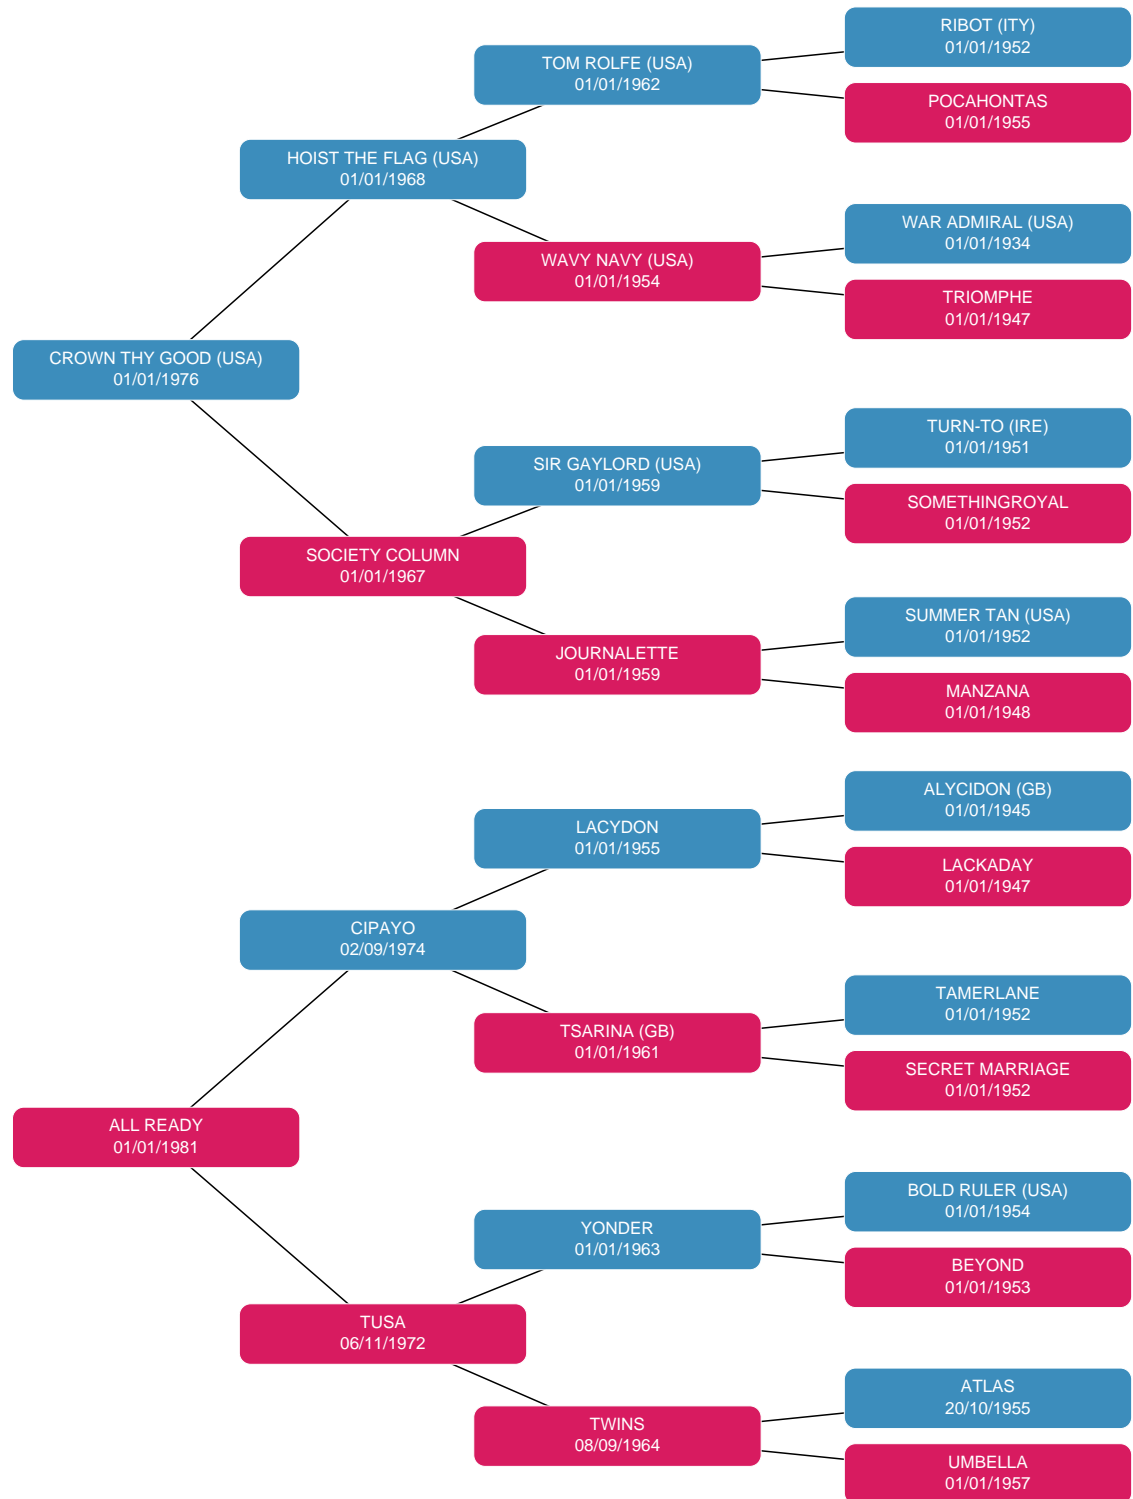 RIBOT (ITY)
01/01/1952
TOM ROLFE (USA)
01/01/1962
POCAHONTAS
01/01/1955
HOIST THE FLAG (USA)
01/01/1968
WAR ADMIRAL (USA)
01/01/1934
WAVY NAVY (USA)
01/01/1954
TRIOMPHE
01/01/1947
CROWN THY GOOD (USA)
01/01/1976
TURN-TO (IRE)
01/01/1951
SIR GAYLORD (USA)
01/01/1959
SOMETHINGROYAL
01/01/1952
SOCIETY COLUMN
01/01/1967
SUMMER TAN (USA)
01/01/1952
JOURNALETTE
01/01/1959
MANZANA
01/01/1948
ALYCIDON (GB)
01/01/1945
LACYDON
01/01/1955
LACKADAY
01/01/1947
CIPAYO
02/09/1974
TAMERLANE
01/01/1952
TSARINA (GB)
01/01/1961
SECRET MARRIAGE
01/01/1952
ALL READY
01/01/1981
BOLD RULER (USA)
01/01/1954
YONDER
01/01/1963
BEYOND
01/01/1953
TUSA
06/11/1972
ATLAS
20/10/1955
TWINS
08/09/1964
UMBELLA
01/01/1957